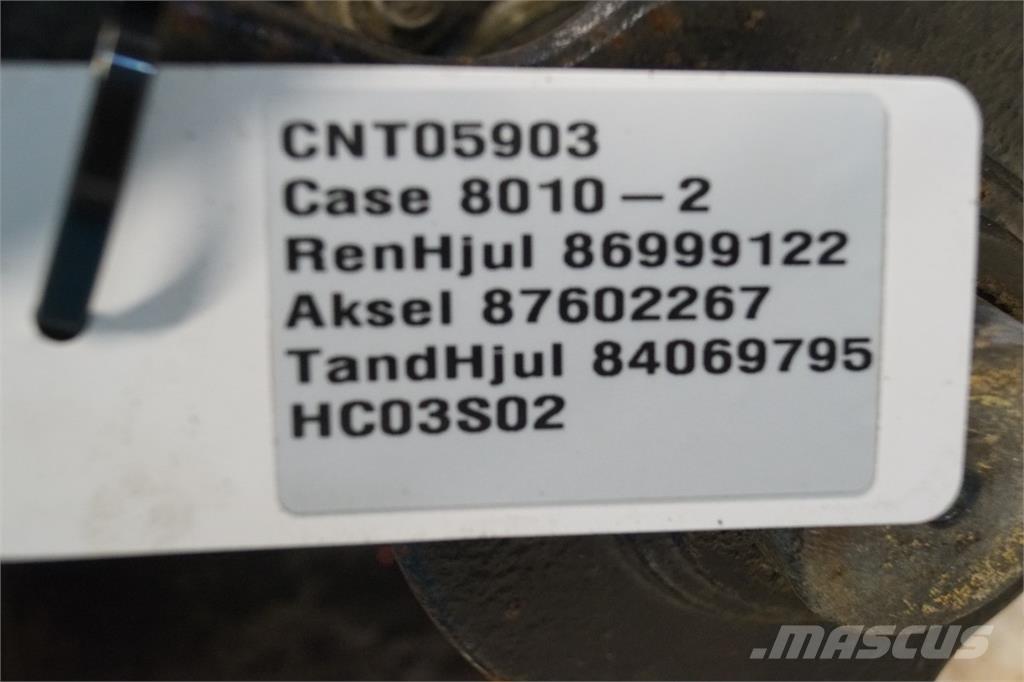 CNT05903
Case 8010-2
RenHjul 86999122
Aksel 87602267
TandHjul 84069795
HC03S02
.MASCUS